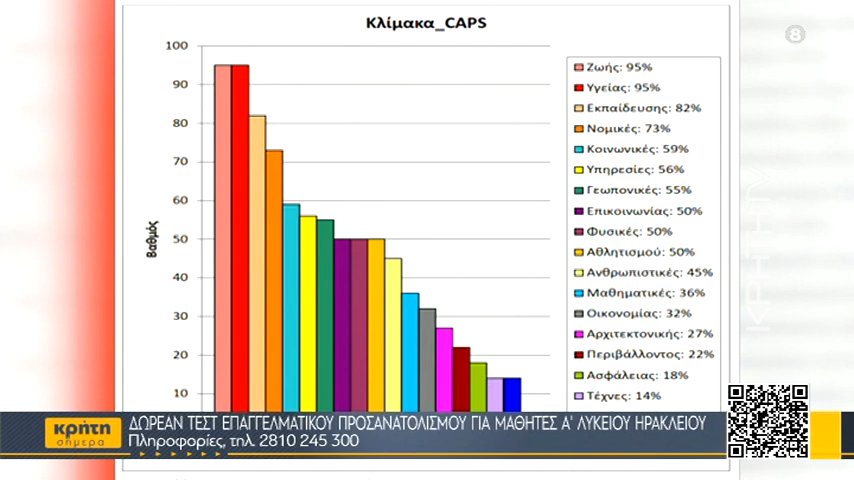 Κλίμακα_CAPS
8
100
90
80
70
60
50
40
30
20
10
Βαθμός
Ζωής: 95%
Υγείας: 95%
Εκπαίδευσης: 82%
Νομικές: 73%
Κοινωνικές: 59%
Υπηρεσίες: 56%
Γεωπονικές: 55%
Επικοινωνίας: 50%
Φυσικές: 50%
Αθλητισμού: 50%
Ανθρωπιστικές: 45%
Μαθηματικές: 36%
Οικονομίας: 32%
Αρχιτεκτονικής: 27%
Περιβάλλοντος: 22%
Ασφάλειας: 18%
Τέχνες: 14%
ΚΡΗΤΗ TV
κρήτη
σήμερα
ΔΩΡΕΑΝ ΤΕΣΤ ΕΠΑΓΓΕΛΜΑΤΙΚΟΥ ΠΡΟΣΑΝΑΤΟΛΙΣΜΟΥ ΓΙΑ ΜΑΘΗΤΕΣ Α' ΛΥΚΕΙΟΥ ΗΡΑΚΛΕΙΟΥ
Πληροφορίες, τηλ. 2810 245 300